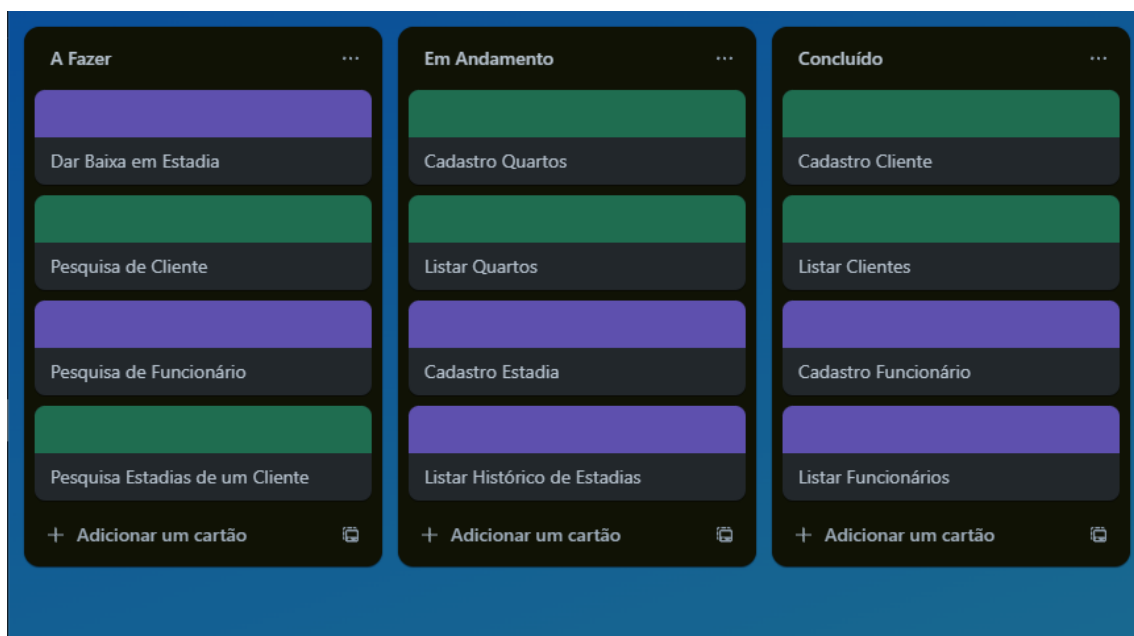 A Fazer
Dar Baixa em Estadia
Pesquisa de Cliente
Pesquisa de Funcionário
Pesquisa Estadias de um Cliente
+ Adicionar um cartão
Em Andamento
Cadastro Quartos
Listar Quartos
Cadastro Estadia
Listar Histórico de Estadias
+ Adicionar um cartão
Concluído
Cadastro Cliente
Listar Clientes
Cadastro Funcionário
Listar Funcionários
+ Adicionar um cartão